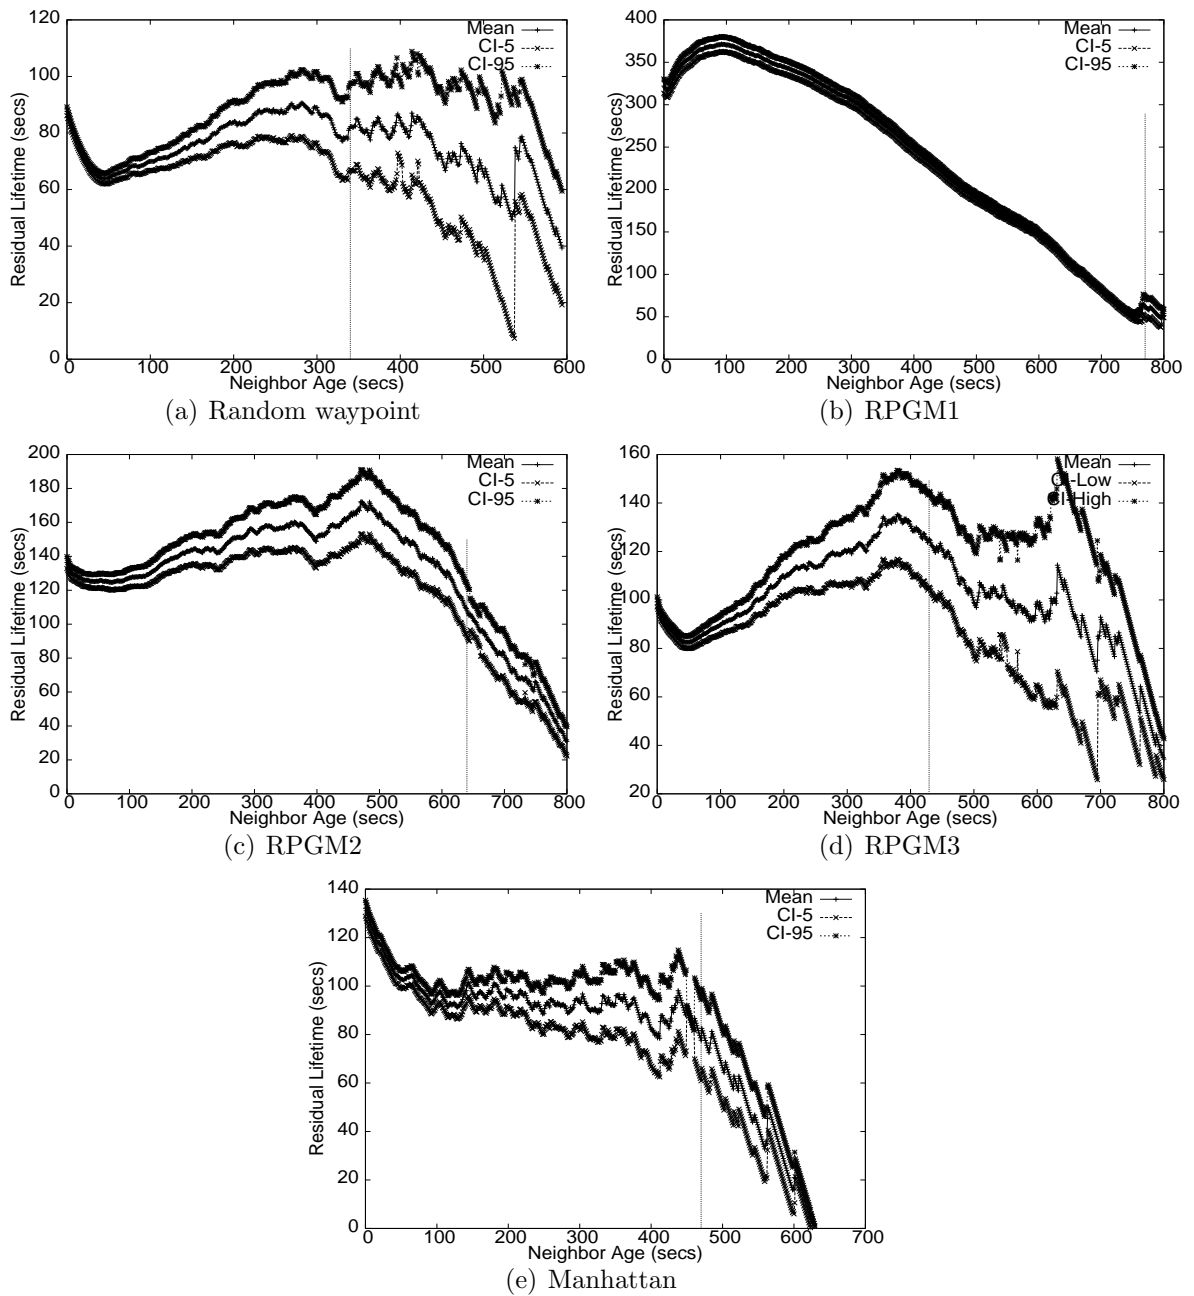 400
350
300
250
200
150
100
50
0
Residual Lifetime (secs)
Mean
CI-5
CI-95
0 100 200 300 400 500 600 700 800
Neighbor Age (secs)
(b) RPGM1
120
100
80
60
40
20
0
Residual Lifetime (secs)
Mean
CI-5
CI-95
0 100 200 300 400 500 600
Neighbor Age (secs)
(a) Random waypoint
200
180
160
140
120
100
80
60
40
20
0
Residual Lifetime (secs)
Mean
CI-5
CI-95
0 100 200 300 400 500 600 700 800
Neighbor Age (secs)
(c) RPGM2
160
140
120
100
80
60
40
20
Residual Lifetime (secs)
Mean
CI-Low
CI-High
0 100 200 300 400 500 600 700 800
Neighbor Age (secs)
(d) RPGM3
140
120
100
80
60
40
20
0
Residual Lifetime (secs)
Mean
CI-5
CI-95
0 100 200 300 400 500 600 700
Neighbor Age (secs)
(e) Manhattan